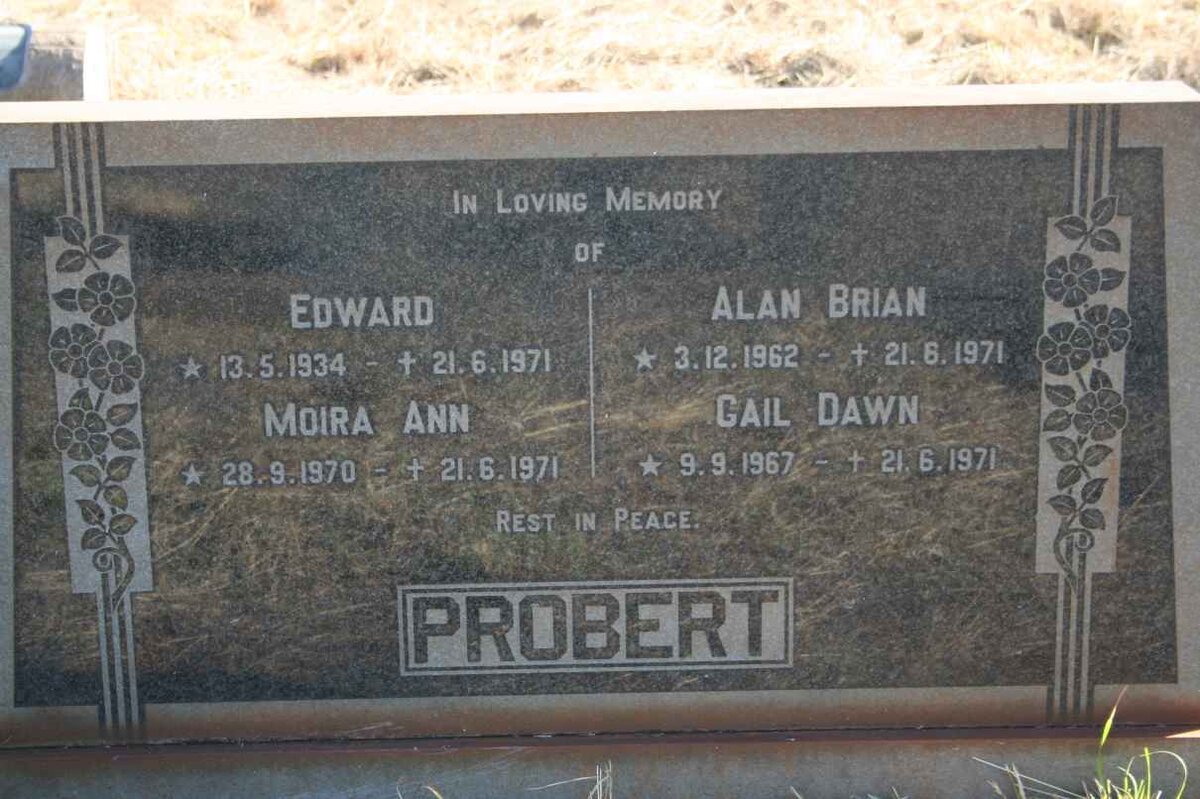 In Loving Memory
OF
EDWARD
★ 13.5.1934 – † 21.6.1971
MOIRA ANN
★ 28.9.1970 – † 21.6.1971
ALAN BRIAN
★ 3.12.1962 – † 21.6.1971
GAIL DAWN
★ 9.9.1967 – † 21.6.1971
REST IN PEACE.
PROBERT